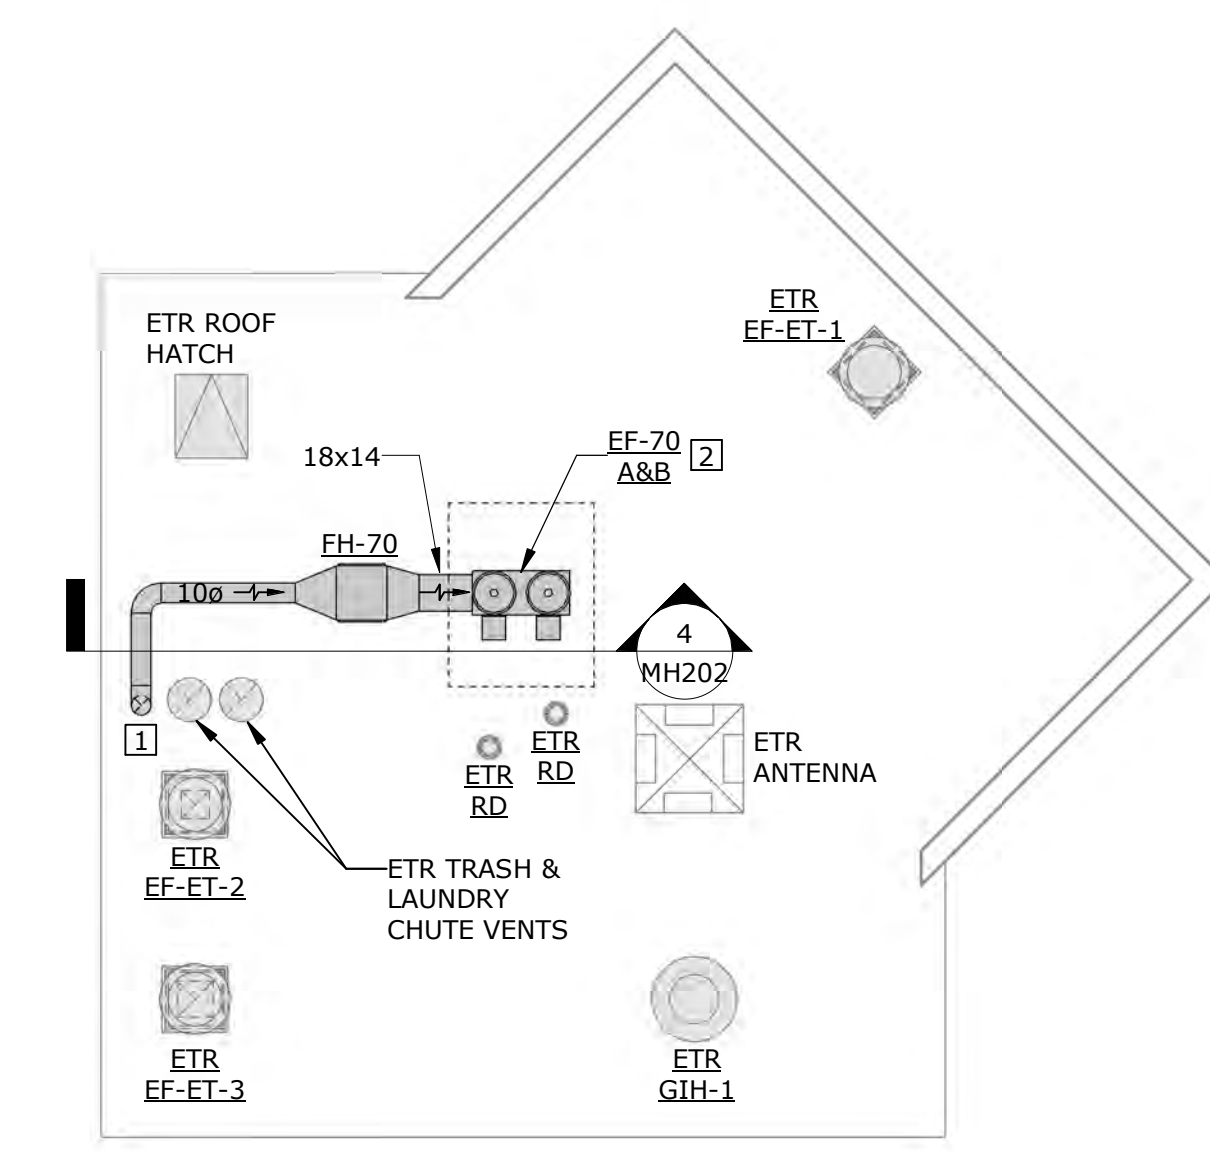 ETR ROOF
HATCH
ETR
EF-ET-1
18x14
EF-70
A&B
2
FH-70
10ø
4
MH202
1
ETR
RD
ETR
RD
ETR
ANTENNA
ETR
EF-ET-2
ETR TRASH &
LAUNDRY
CHUTE VENTS
ETR
EF-ET-3
ETR
GIH-1